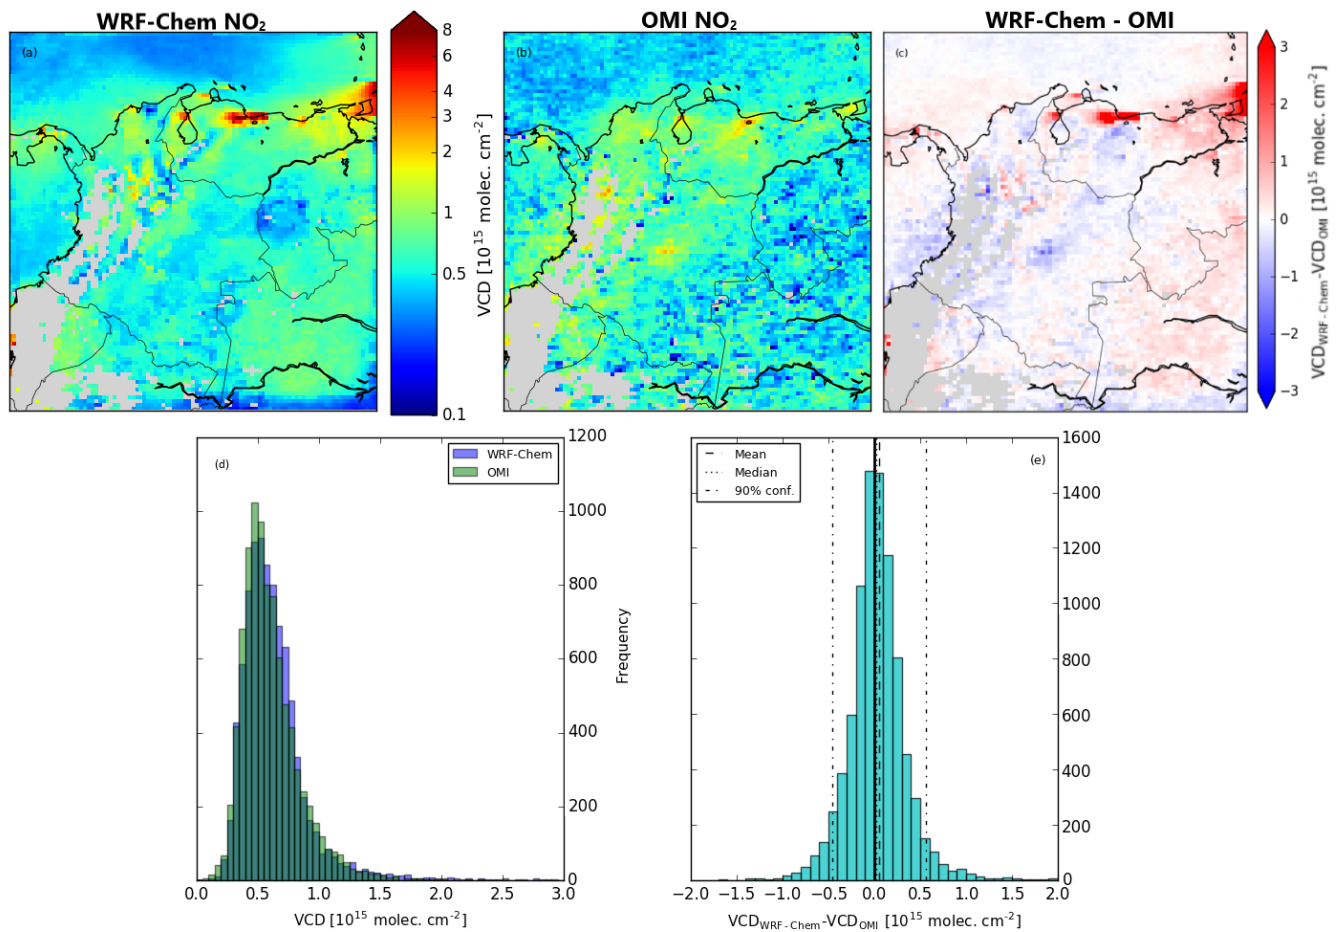 WRF-Chem NO₂
OMI NO₂
WRF-Chem - OMI
(a)
8
6
4
3
2
1
0.5
0.1
VCD [10¹⁵ molec. cm⁻²]
(b)
(c)
3
2
1
0
−1
−2
−3
VCD_WRF-Chem-VCD_OMI [10¹⁵ molec. cm⁻²]
(d)
WRF-Chem
OMI
1200
1000
800
600
400
200
0
Frequency
0.0 0.5 1.0 1.5 2.0 2.5 3.0
VCD [10¹⁵ molec. cm⁻²]
Mean
Median
90% conf.
(e)
1600
1400
1200
1000
800
600
400
200
0
−2.0 −1.5 −1.0 −0.5 0.0 0.5 1.0 1.5 2.0
VCD_WRF-Chem-VCD_OMI [10¹⁵ molec. cm⁻²]